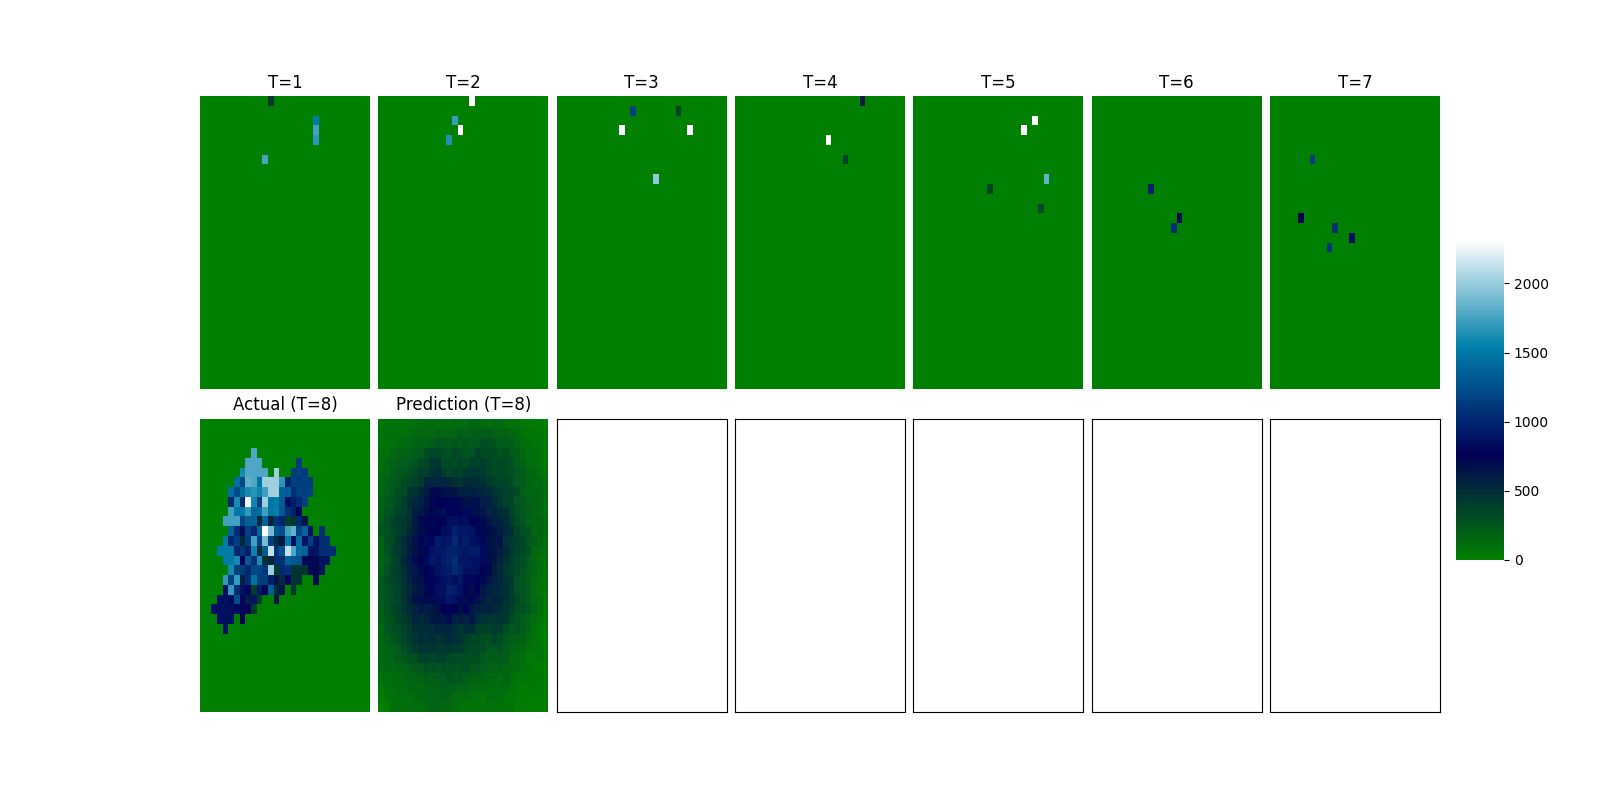 T=1
T=2
T=3
T=4
T=5
T=6
T=7
Actual (T=8)
Prediction (T=8)
2000
1500
1000
500
0